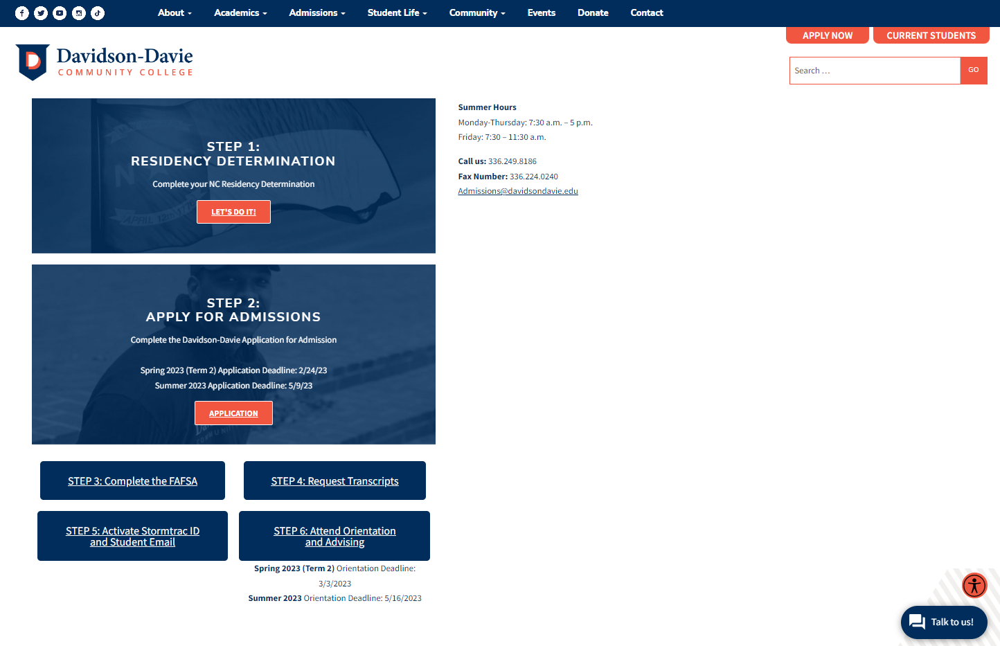 About
Academics
Admissions
Student Life
Community
Events
Donate
Contact
APPLY NOW
CURRENT STUDENTS
Davidson-Davie
COMMUNITY COLLEGE
Search …
GO
STEP 1:
RESIDENCY DETERMINATION
Complete your NC Residency Determination
LET'S DO IT!
APRIL 12TH
STEP 2:
APPLY FOR ADMISSIONS
Complete the Davidson-Davie Application for Admission
Spring 2023 (Term 2) Application Deadline: 2/24/23
Summer 2023 Application Deadline: 5/9/23
APPLICATION
STEP 3: Complete the FAFSA
STEP 4: Request Transcripts
STEP 5: Activate Stormtrac ID
and Student Email
STEP 6: Attend Orientation
and Advising
Spring 2023 (Term 2) Orientation Deadline:
3/3/2023
Summer 2023 Orientation Deadline: 5/16/2023
Summer Hours
Monday-Thursday: 7:30 a.m. – 5 p.m.
Friday: 7:30 – 11:30 a.m.
Call us: 336.249.8186
Fax Number: 336.224.0240
Admissions@davidsondavie.edu
Talk to us!